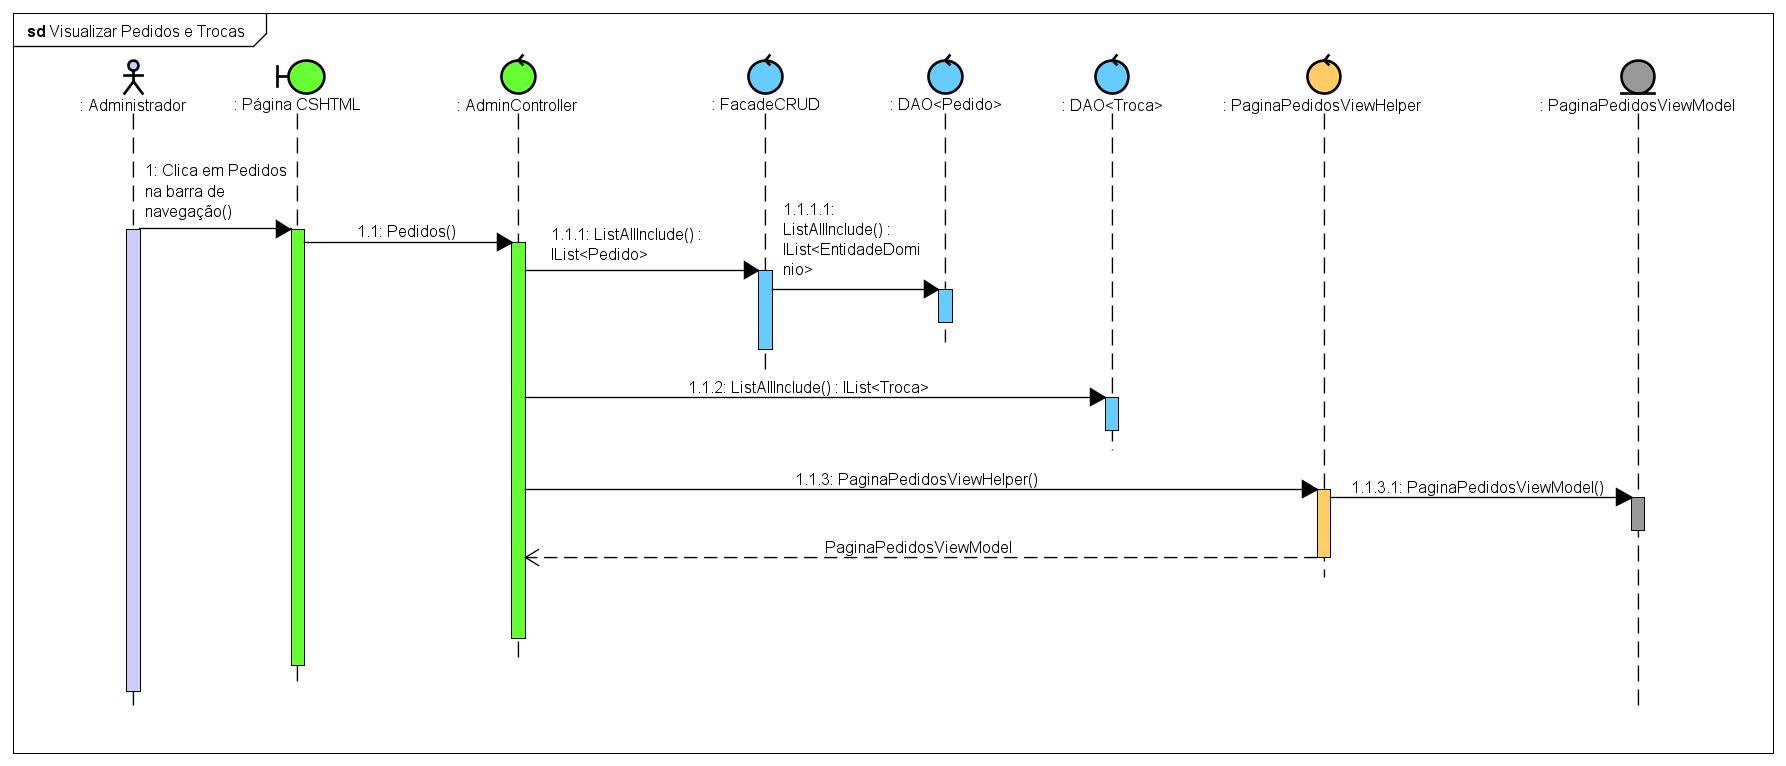 sd Visualizar Pedidos e Trocas
: Administrador
: Página CSHTML
: AdminController
: FacadeCRUD
: DAO<Pedido>
: DAO<Troca>
: PaginaPedidosViewHelper
: PaginaPedidosViewModel
1: Clica em Pedidos
na barra de
navegação()
1.1: Pedidos()
1.1.1: ListAllInclude() :
IList<Pedido>
1.1.1.1:
ListAllInclude() :
IList<EntidadeDomi
nio>
1.1.2: ListAllInclude() : IList<Troca>
1.1.3: PaginaPedidosViewHelper()
1.1.3.1: PaginaPedidosViewModel()
PaginaPedidosViewModel